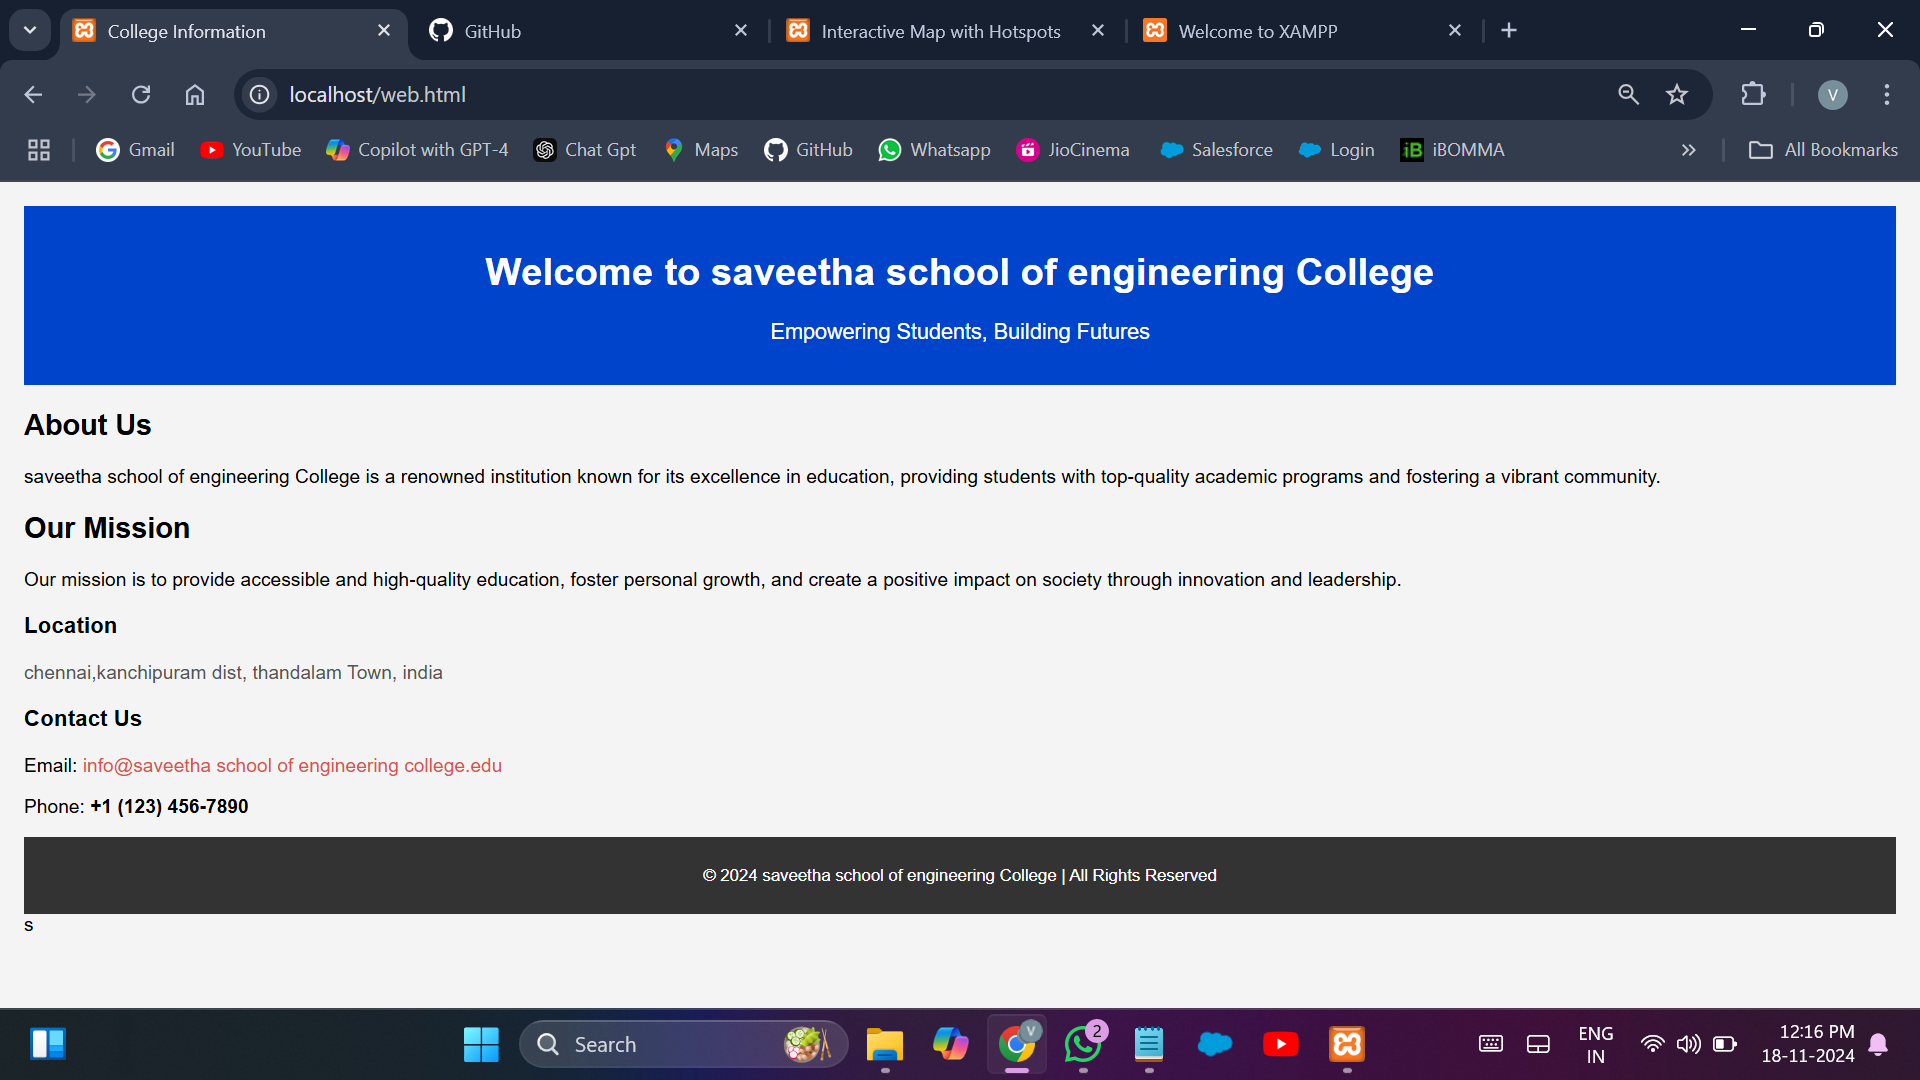 College Information
GitHub
Interactive Map with Hotspots
Welcome to XAMPP
localhost/web.html
V
Gmail
YouTube
Copilot with GPT-4
Chat Gpt
Maps
GitHub
Whatsapp
JioCinema
Salesforce
Login
iB iBOMMA
All Bookmarks
Welcome to saveetha school of engineering College
Empowering Students, Building Futures
About Us
saveetha school of engineering College is a renowned institution known for its excellence in education, providing students with top-quality academic programs and fostering a vibrant community.
Our Mission
Our mission is to provide accessible and high-quality education, foster personal growth, and create a positive impact on society through innovation and leadership.
Location
chennai,kanchipuram dist, thandalam Town, india
Contact Us
Email: info@saveetha school of engineering college.edu
Phone: +1 (123) 456-7890
© 2024 saveetha school of engineering College | All Rights Reserved
s
Search
V
2
ENG
IN
12:16 PM
18-11-2024